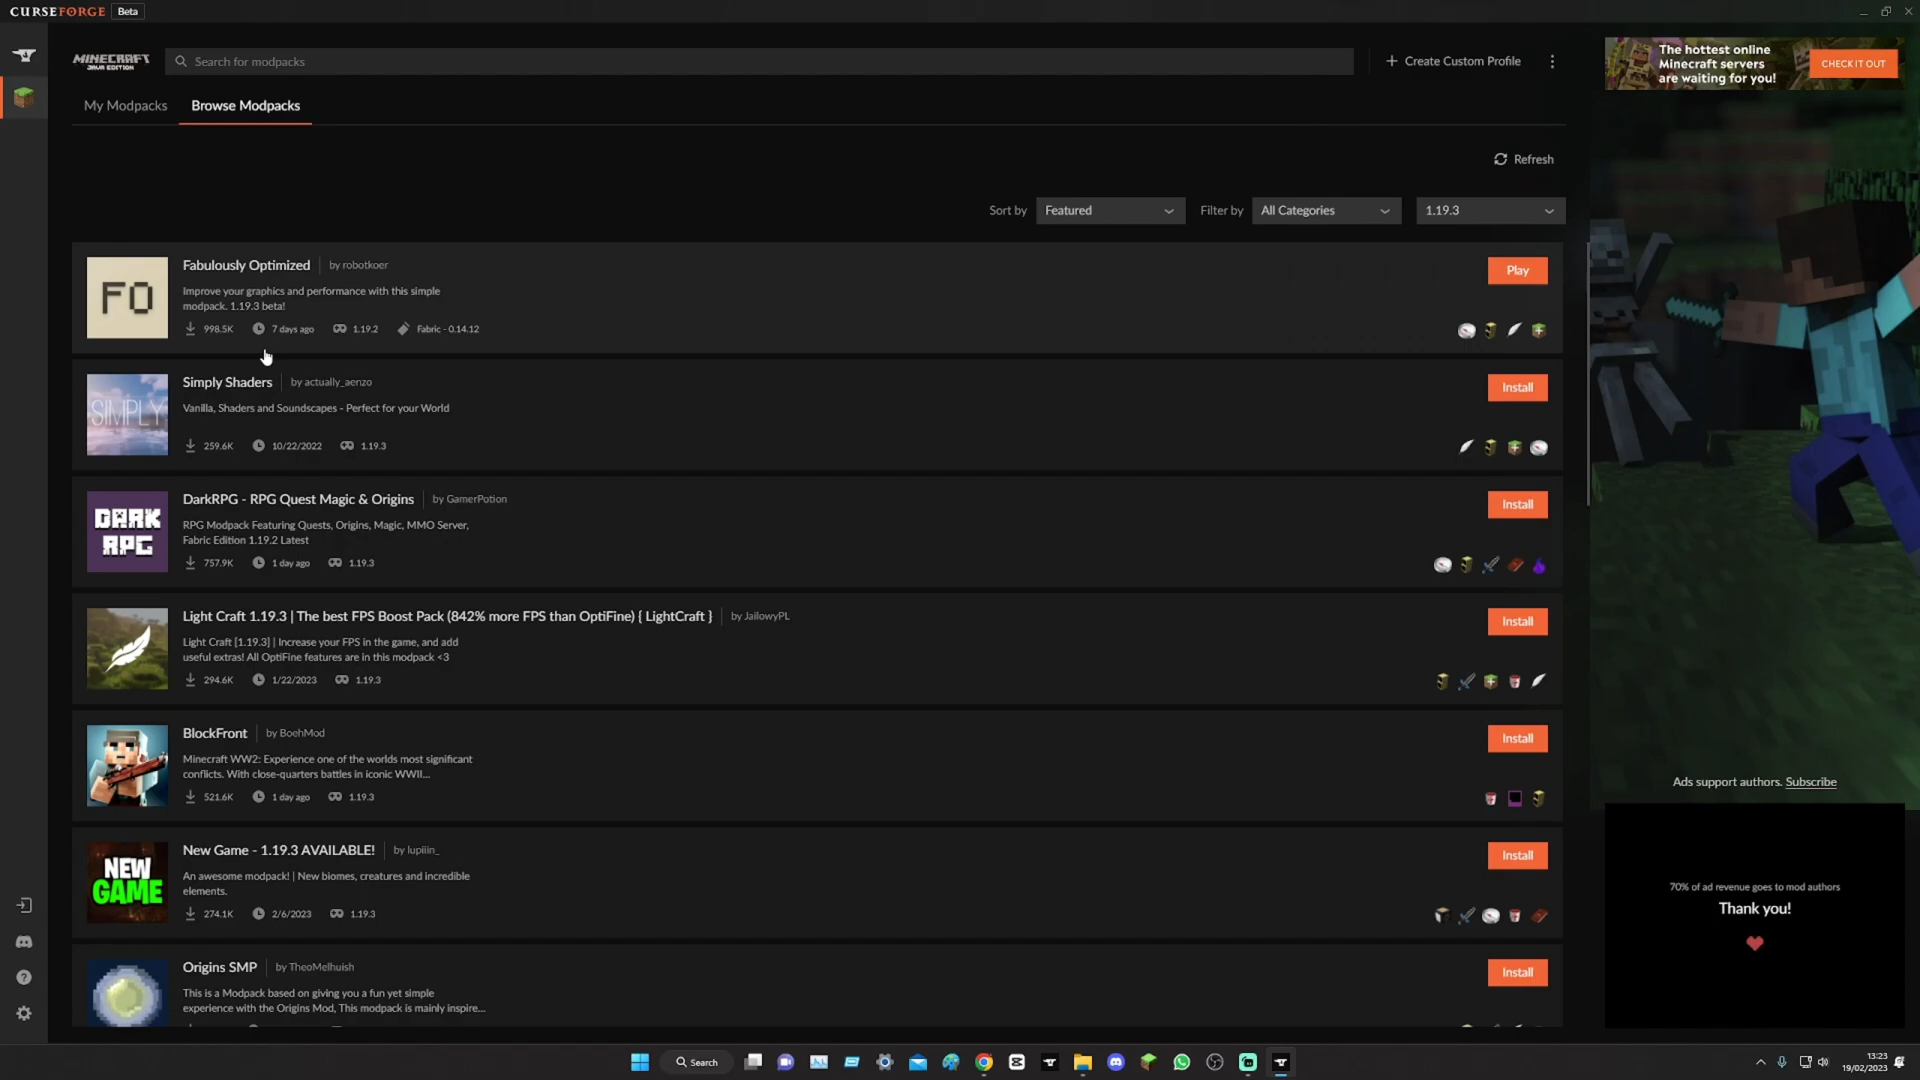 CURSEFORGE Beta
MINECRAFT
JAVA EDITION
Search for modpacks
Create Custom Profile
The hottest online
Minecraft servers
are waiting for you!
CHECK IT OUT
My Modpacks Browse Modpacks
Refresh
Sort by Featured Filter by All Categories 1.19.3
FO
Fabulously Optimized by robotkoer
Improve your graphics and performance with this simple
modpack. 1.19.3 beta!
998.5K 7 days ago 1.19.2 Fabric - 0.14.12
Play
SIMPLY
Simply Shaders by actually_aenzo
Vanilla, Shaders and Soundscapes - Perfect for your World
259.6K 10/22/2022 1.19.3
Install
DARK
RPG
DarkRPG - RPG Quest Magic & Origins by GamerPotion
RPG Modpack Featuring Quests, Origins, Magic, MMO Server,
Fabric Edition 1.19.2 Latest
757.9K 1 day ago 1.19.3
Install
Light Craft 1.19.3 | The best FPS Boost Pack (842% more FPS than OptiFine) { LightCraft } by JailowyPL
Light Craft [1.19.3] | Increase your FPS in the game, and add
useful extras! All OptiFine features are in this modpack <3
294.6K 1/22/2023 1.19.3
Install
BlockFront by BoehMod
Minecraft WW2: Experience one of the worlds most significant
conflicts. With close-quarters battles in iconic WWII...
521.6K 1 day ago 1.19.3
Install
NEW
GAME
New Game - 1.19.3 AVAILABLE! by lupiiin_
An awesome modpack! | New biomes, creatures and incredible
elements.
274.1K 2/6/2023 1.19.3
Install
Origins SMP by TheoMelhuish
This is a Modpack based on giving you a fun yet simple
experience with the Origins Mod, This modpack is mainly inspire...
Install
Ads support authors. Subscribe
70% of ad revenue goes to mod authors
Thank you!
Search
13:23
19/02/2023